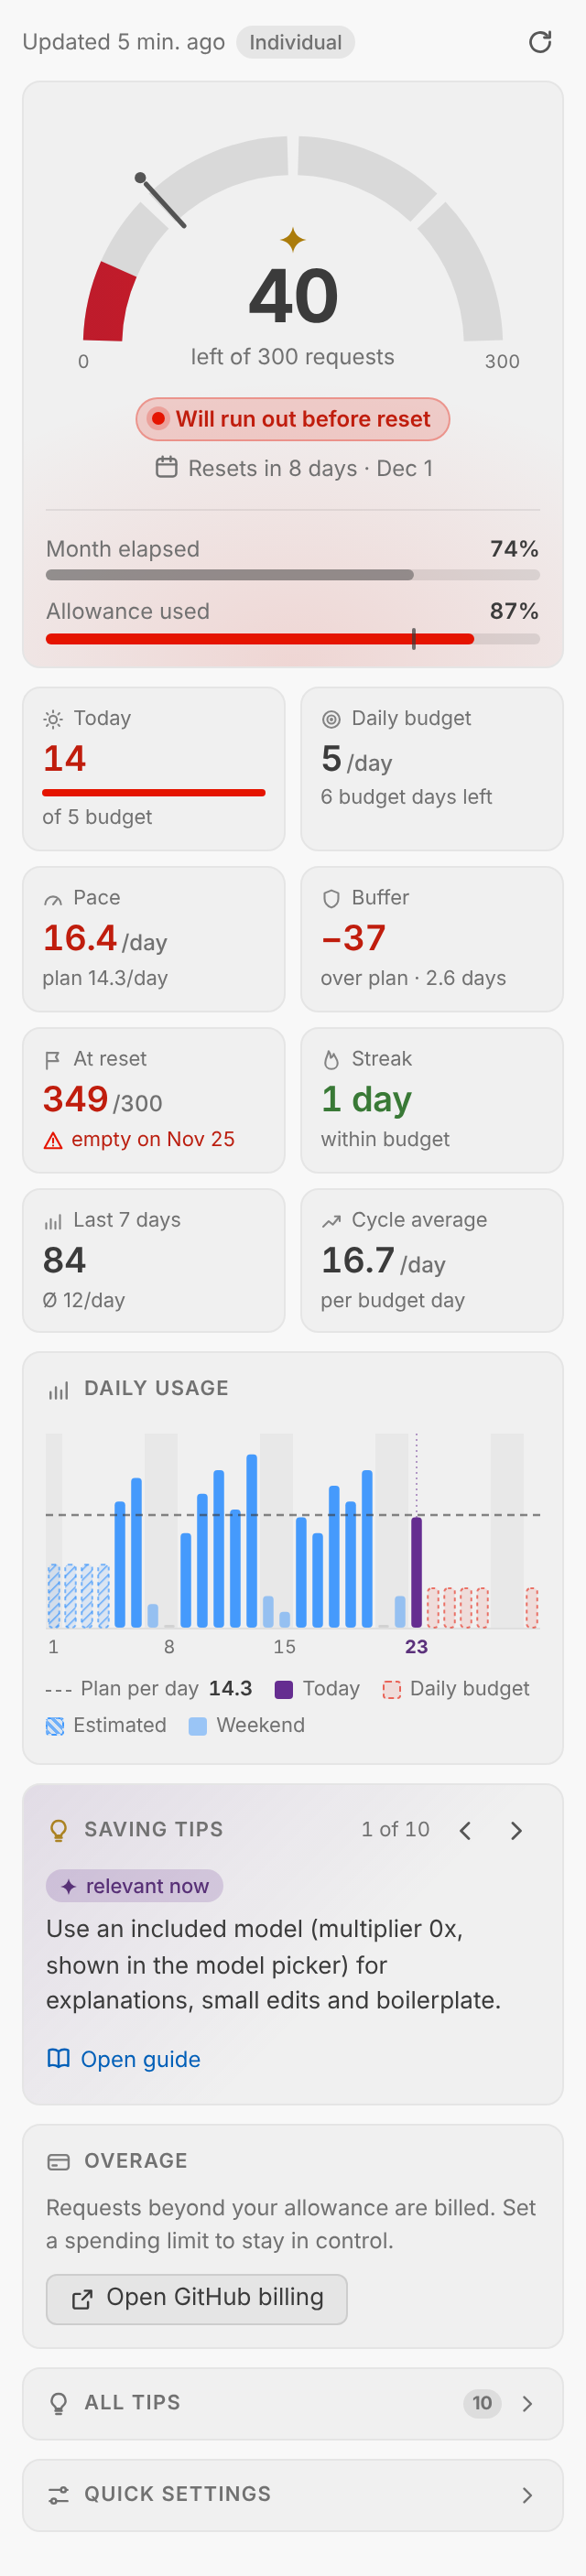 Updated 5 min. ago Individual
40
left of 300 requests
0 300
Will run out before reset
Resets in 8 days · Dec 1
Month elapsed 74%
Allowance used 87%
Today
14
of 5 budget
Daily budget
5 /day
6 budget days left
Pace
16.4 /day
plan 14.3/day
Buffer
−37
over plan · 2.6 days
At reset
349 /300
empty on Nov 25
Streak
1 day
within budget
Last 7 days
84
Ø 12/day
Cycle average
16.7 /day
per budget day
DAILY USAGE
1 8 15 23
Plan per day 14.3 Today Daily budget
Estimated Weekend
SAVING TIPS 1 of 10
relevant now
Use an included model (multiplier 0x,
shown in the model picker) for
explanations, small edits and boilerplate.
Open guide
OVERAGE
Requests beyond your allowance are billed. Set
a spending limit to stay in control.
Open GitHub billing
ALL TIPS 10
QUICK SETTINGS